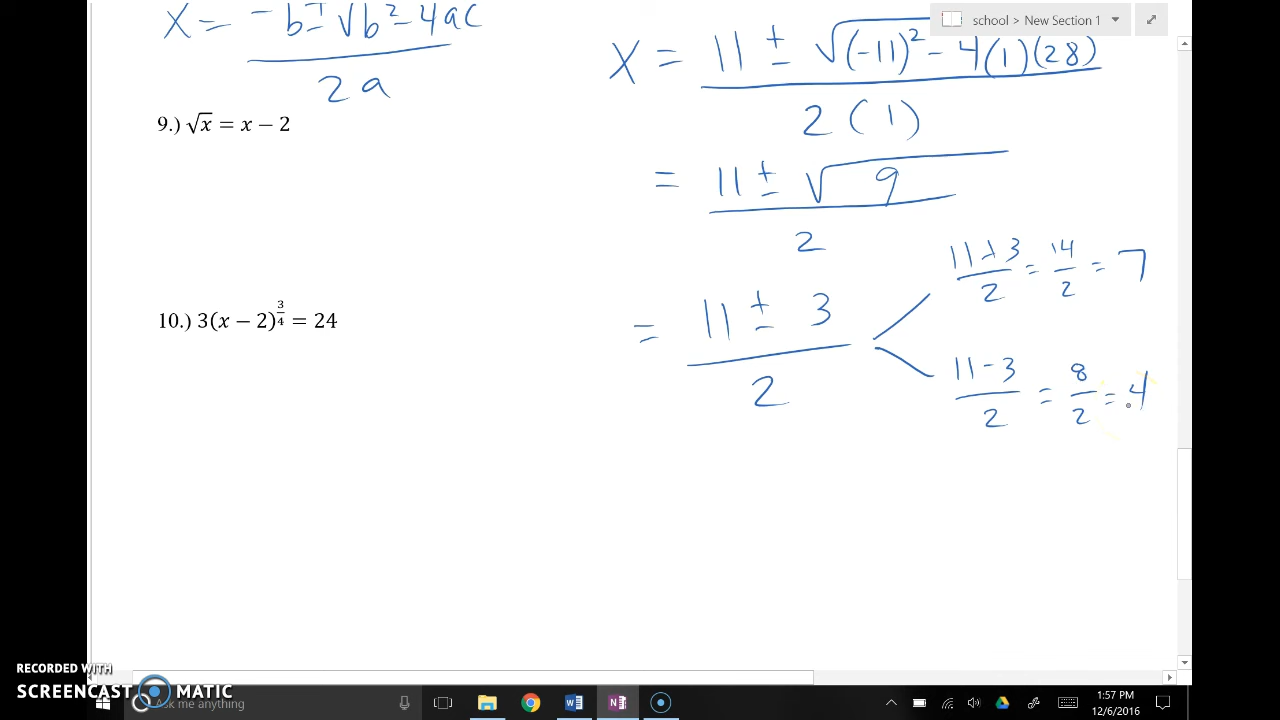 school > New Section 1
x = -b ± √b² - 4ac
2a
x = 11 ± √(-11)² - 4(1)(28)
2(1)
9.) √x = x − 2
= 11 ± √9
2
11+3 = 14 = 7
2 2
= 11 ± 3
2
10.) 3(x − 2)^(3/4) = 24
11-3 = 8 = 4
2 2
RECORDED WITH
SCREENCAST MATIC
Ask me anything
1:57 PM
12/6/2016